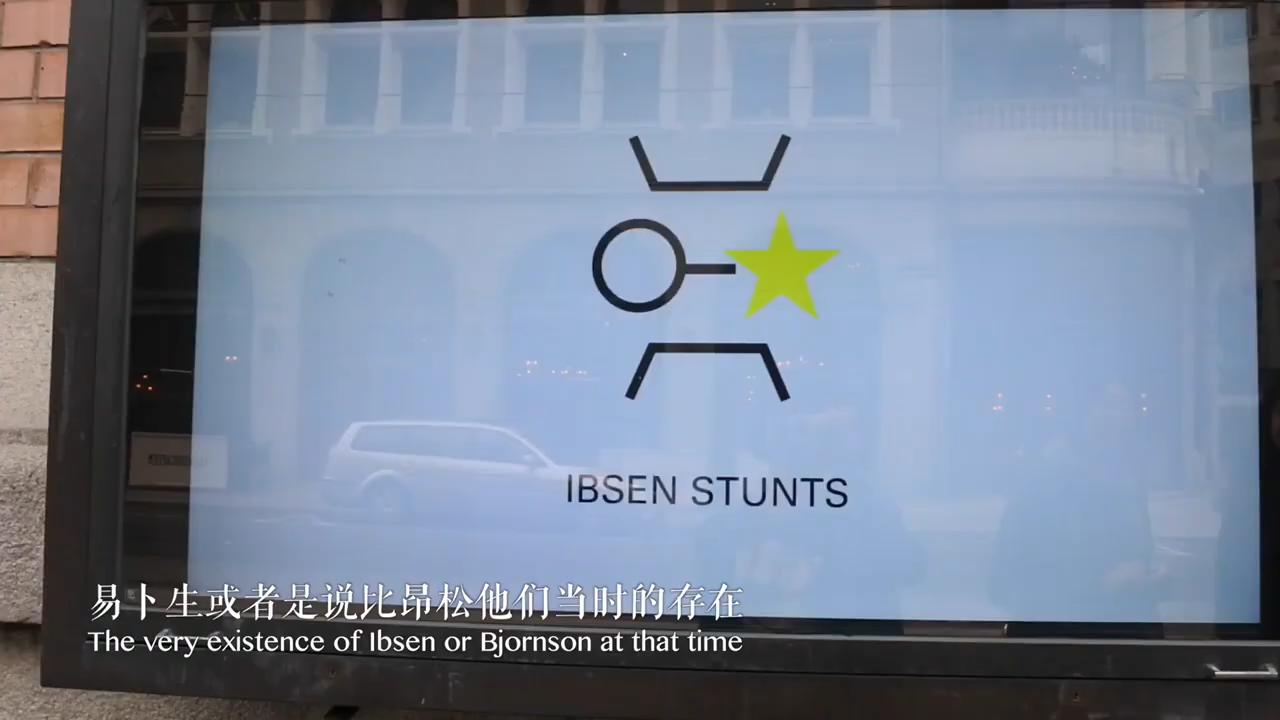 IBSEN STUNTS
易卜生或者是说比昂松他们当时的存在
The very existence of Ibsen or Bjornson at that time